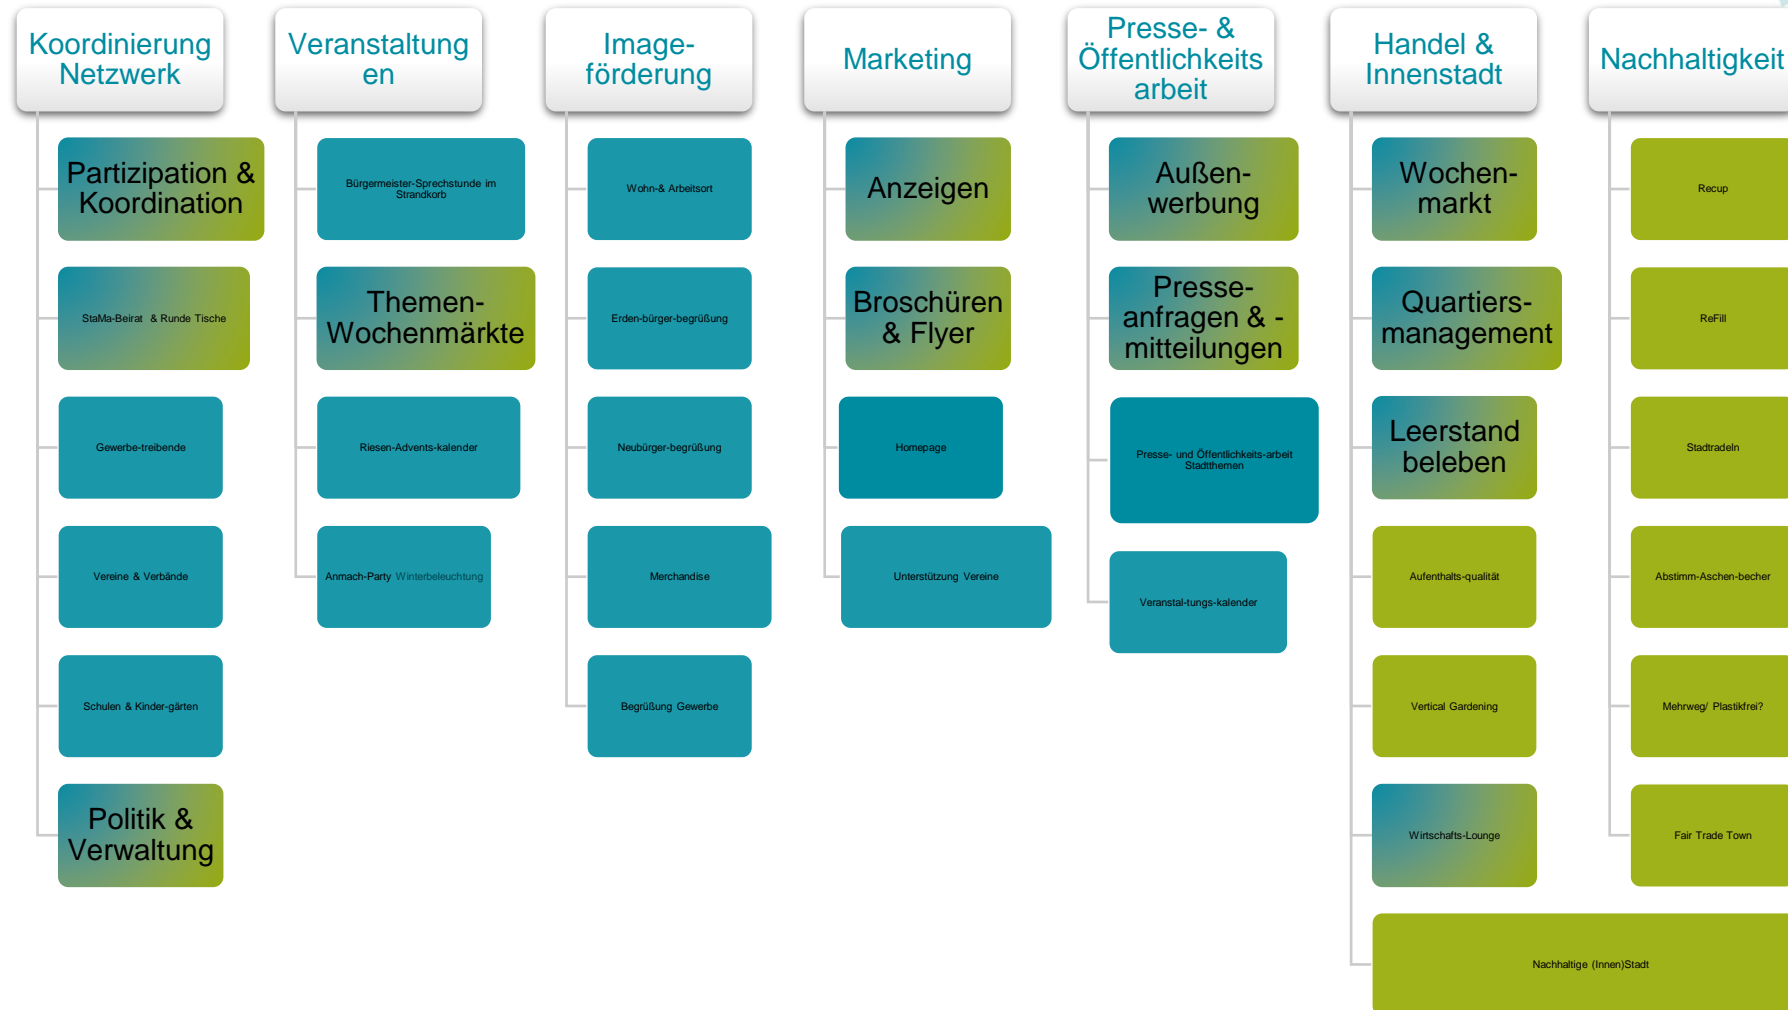 Koordinierung
Netzwerk
Partizipation &
Koordination
StaMa-Beirat & Runde Tische
Gewerbe-treibende
Vereine & Verbände
Schulen & Kinder-gärten
Politik &
Verwaltung
Veranstaltung
en
Bürgermeister-Sprechstunde im
Strandkorb
Themen-
Wochenmärkte
Riesen-Advents-kalender
Anmach-Party Winterbeleuchtung
Image-
förderung
Wohn-& Arbeitsort
Erden-bürger-begrüßung
Neubürger-begrüßung
Merchandise
Begrüßung Gewerbe
Marketing
Anzeigen
Broschüren
& Flyer
Homepage
Unterstützung Vereine
Presse- &
Öffentlichkeits
arbeit
Außen-
werbung
Presse-
anfragen & -
mitteilungen
Presse- und Öffentlichkeits-arbeit
Stadtthemen
Veranstal-tungs-kalender
Handel &
Innenstadt
Wochen-
markt
Quartiers-
management
Leerstand
beleben
Aufenthalts-qualität
Vertical Gardening
Wirtschafts-Lounge
Nachhaltige (Innen)Stadt
Nachhaltigkeit
Recup
ReFill
Stadtradeln
Abstimm-Aschen-becher
Mehrweg/ Plastikfrei?
Fair Trade Town